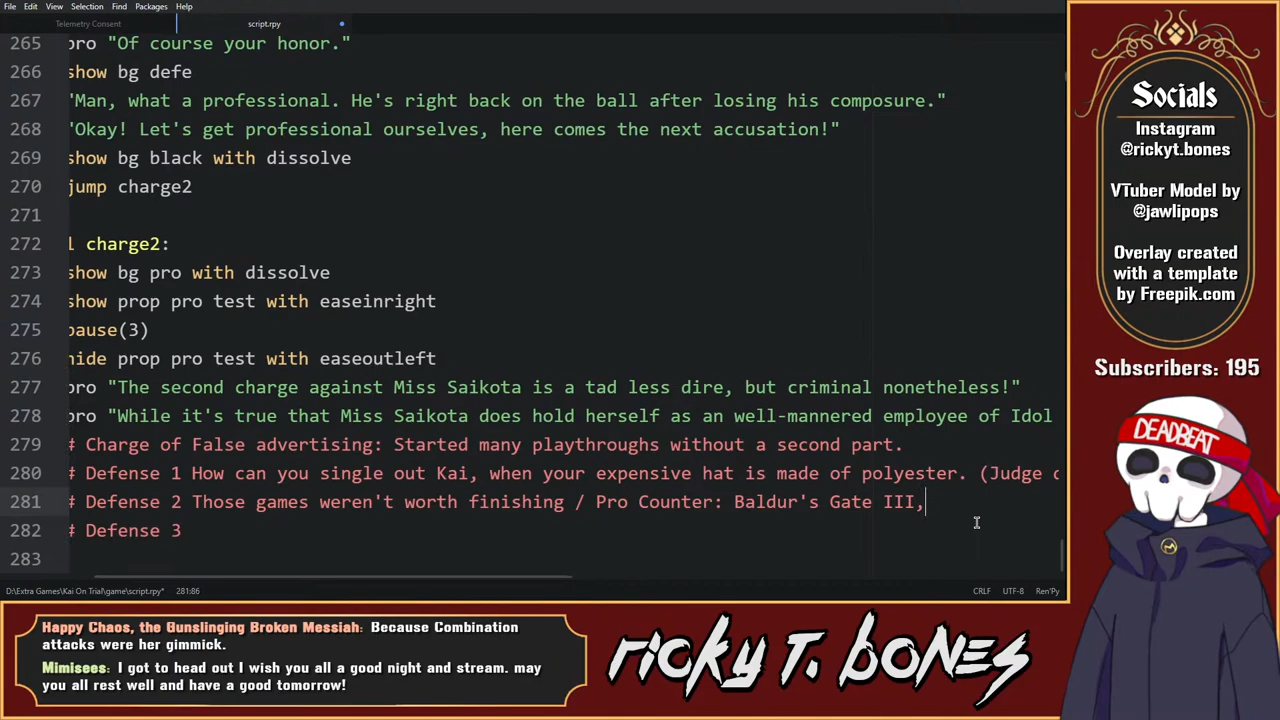 File Edit View Selection Find Packages Help
Telemetry Consent script.rpy
265 pro "Of course your honor."
266 show bg defe
267 "Man, what a professional. He's right back on the ball after losing his composure."
268 "Okay! Let's get professional ourselves, here comes the next accusation!"
269 show bg black with dissolve
270 jump charge2
271
272 l charge2:
273 show bg pro with dissolve
274 show prop pro test with easeinright
275 pause(3)
276 hide prop pro test with easeoutleft
277 pro "The second charge against Miss Saikota is a tad less dire, but criminal nonetheless!"
278 pro "While it's true that Miss Saikota does hold herself as an well-mannered employee of Idol
279 # Charge of False advertising: Started many playthroughs without a second part.
280 # Defense 1 How can you single out Kai, when your expensive hat is made of polyester. (Judge
281 # Defense 2 Those games weren't worth finishing / Pro Counter: Baldur's Gate III,
282 # Defense 3
283
D:\Extra Games\Kai On Trial\game\script.rpy* 281:86 CRLF UTF-8 Ren'Py
Happy Chaos, the Gunslinging Broken Messiah: Because Combination
attacks were her gimmick.
Mimisees: I got to head out I wish you all a good night and stream. may
you all rest well and have a good tomorrow!
ricky t. bones
Socials
Instagram
@rickyt.bones
VTuber Model by
@jawlipops
Overlay created
with a template
by Freepik.com
Subscribers: 195
DEADBEAT